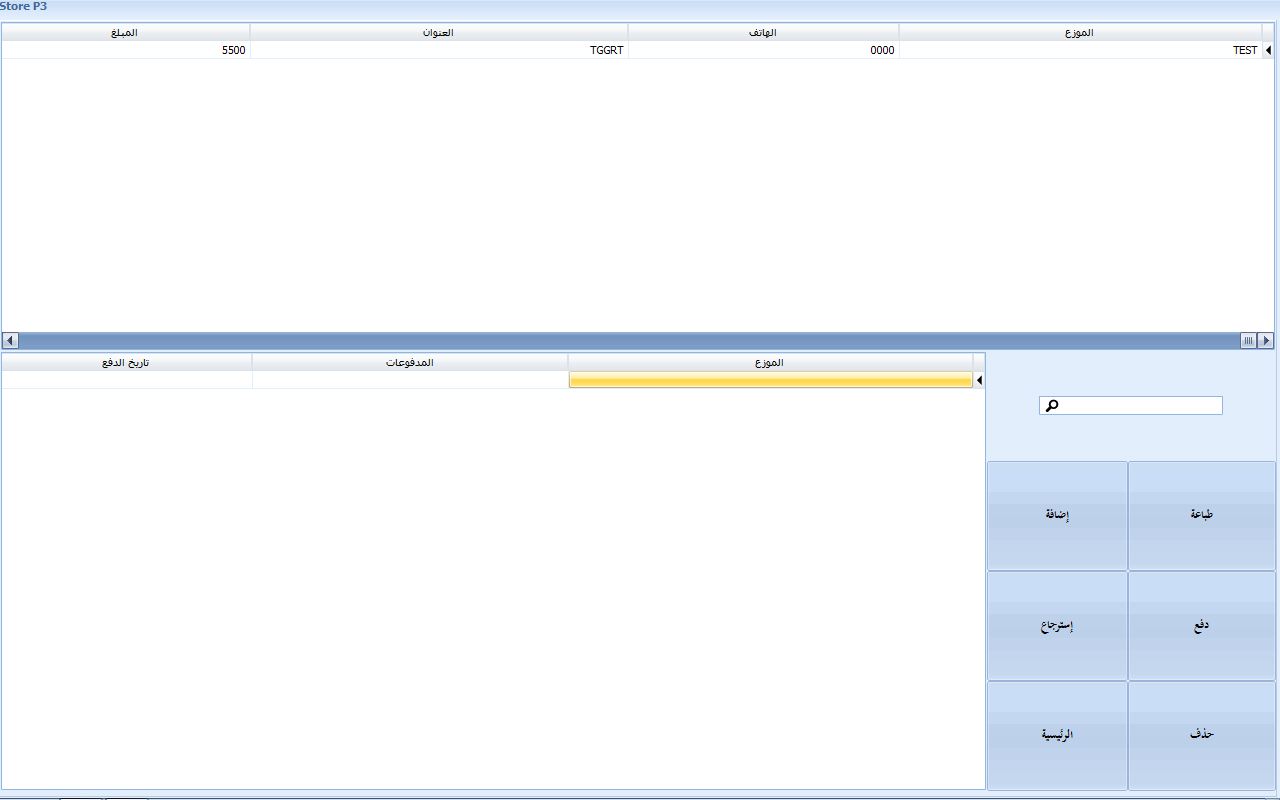 Store P3
الموزع الهاتف العنوان المبلغ
TEST 0000 TGGRT 5500
الموزع المدفوعات تاريخ الدفع
طباعة إضافة
دفع إسترجاع
حذف الرئيسية